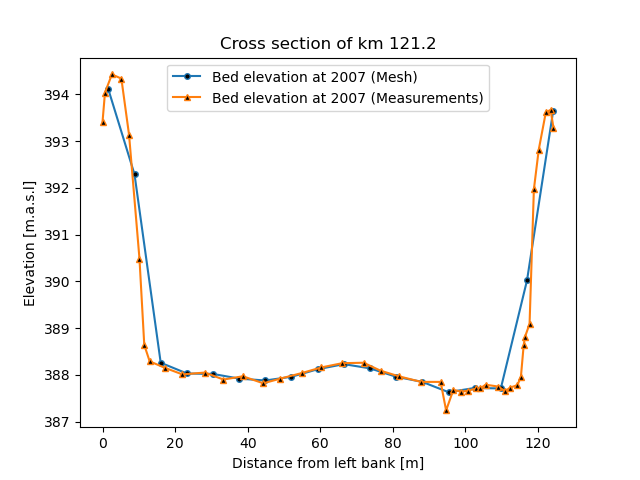 Cross section of km 121.2
Bed elevation at 2007 (Mesh)
Bed elevation at 2007 (Measurements)
Elevation [m.a.s.l]
394
393
392
391
390
389
388
387
0 20 40 60 80 100 120
Distance from left bank [m]